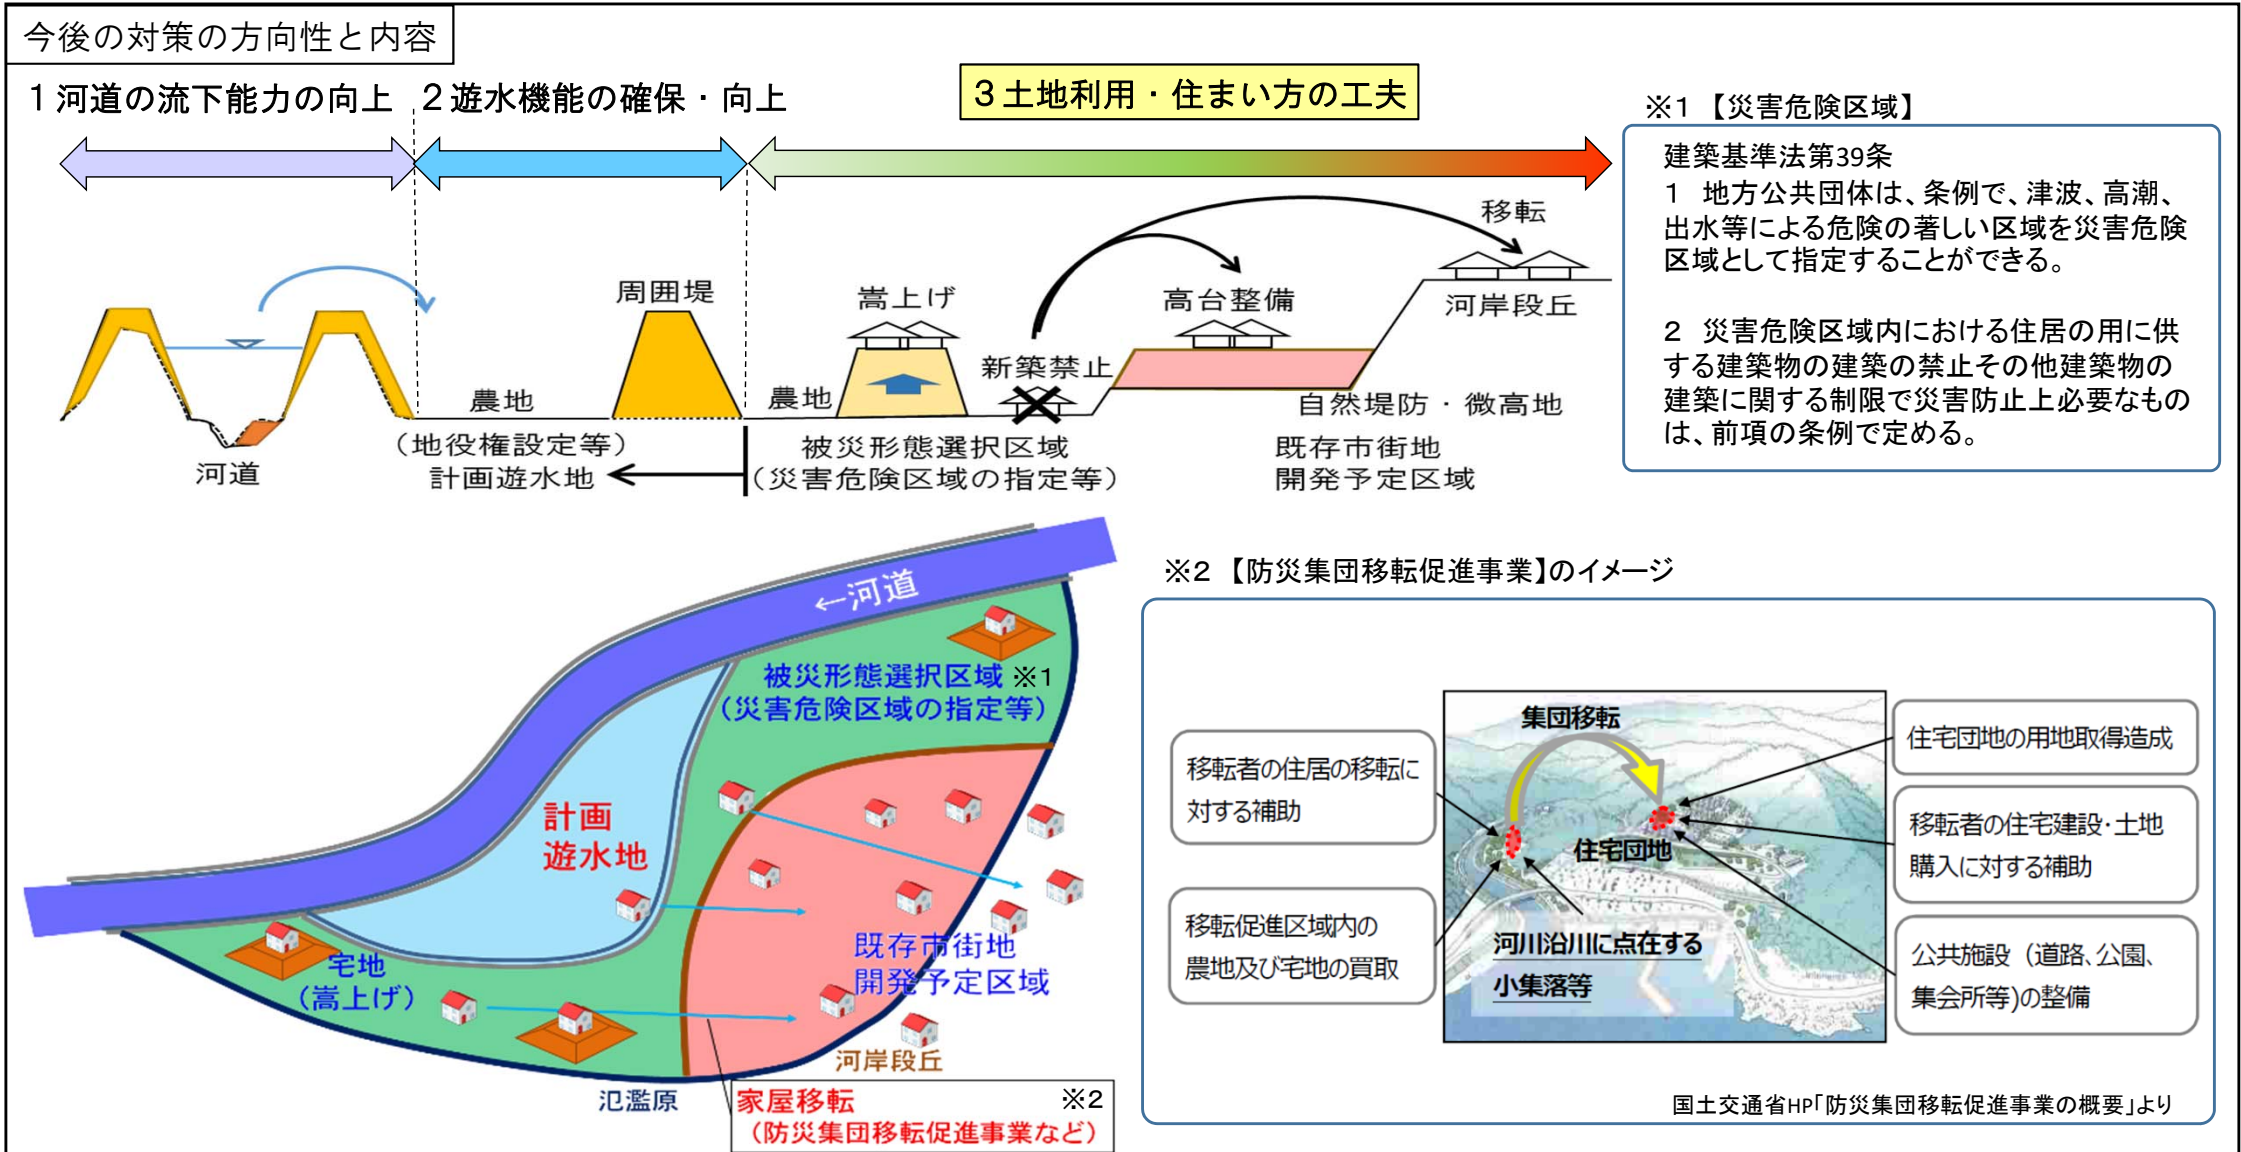 今後の対策の方向性と内容
1 河道の流下能力の向上
2 遊水機能の確保・向上
3 土地利用・住まい方の工夫
移転
周囲堤
嵩上げ
高台整備
河岸段丘
新築禁止
農地
農地
自然堤防・微高地
(地役権設定等)
計画遊水地
被災形態選択区域
(災害危険区域の指定等)
既存市街地
開発予定区域
河道
※1 【災害危険区域】
建築基準法第39条
1 地方公共団体は、条例で、津波、高潮、
出水等による危険の著しい区域を災害危険
区域として指定することができる。
2 災害危険区域内における住居の用に供
する建築物の建築の禁止その他建築物の
建築に関する制限で災害防止上必要なもの
は、前項の条例で定める。
←河道
被災形態選択区域 ※1
(災害危険区域の指定等)
計画
遊水地
宅地
(嵩上げ)
既存市街地
開発予定区域
河岸段丘
氾濫原
家屋移転 ※2
(防災集団移転促進事業など)
※2 【防災集団移転促進事業】のイメージ
移転者の住居の移転に
対する補助
移転促進区域内の
農地及び宅地の買取
集団移転
住宅団地
河川沿川に点在する
小集落等
住宅団地の用地取得造成
移転者の住宅建設・土地
購入に対する補助
公共施設（道路、公園、
集会所等)の整備
国土交通省HP「防災集団移転促進事業の概要」より